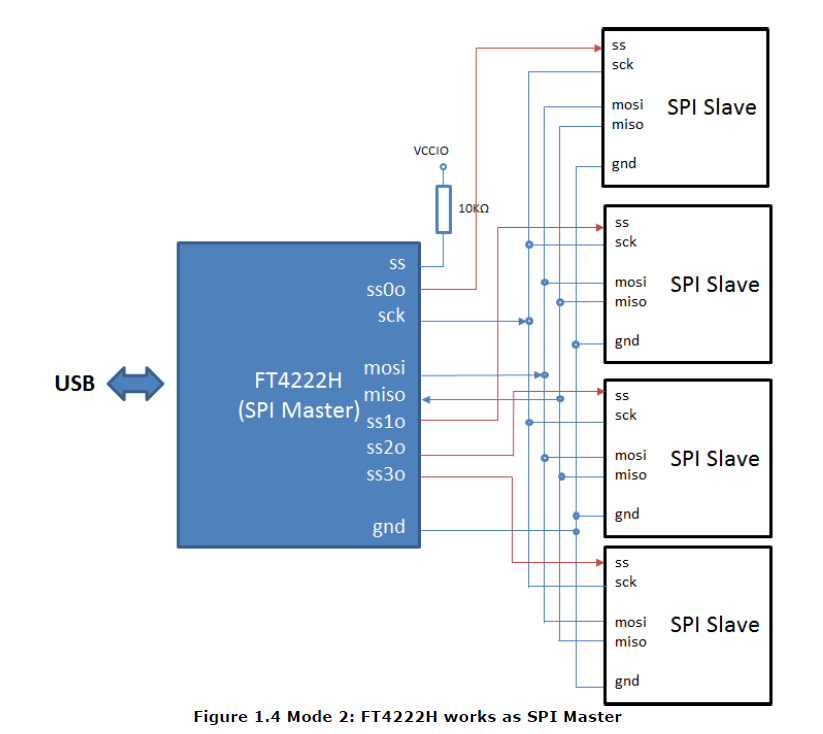 ss
sck
mosi
SPI Slave
miso
gnd
VCCIO
10KΩ
ss
sck
mosi
SPI Slave
miso
gnd
ss
ss0o
sck
mosi
miso
ss1o
ss2o
ss3o
gnd
FT4222H
(SPI Master)
USB
ss
sck
mosi
SPI Slave
miso
gnd
ss
sck
mosi
SPI Slave
miso
gnd
Figure 1.4 Mode 2: FT4222H works as SPI Master